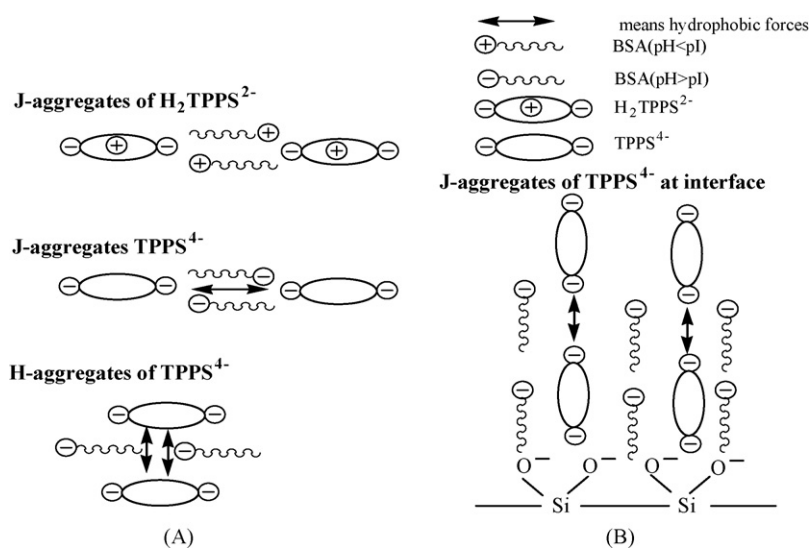 means hydrophobic forces
BSA(pH<pI)
BSA(pH>pI)
H₂TPPS²⁻
TPPS⁴⁻
J-aggregates of H₂TPPS²⁻
J-aggregates TPPS⁴⁻
H-aggregates of TPPS⁴⁻
(A)
J-aggregates of TPPS⁴⁻ at interface
O⁻ O⁻ O⁻ O⁻
Si Si
(B)